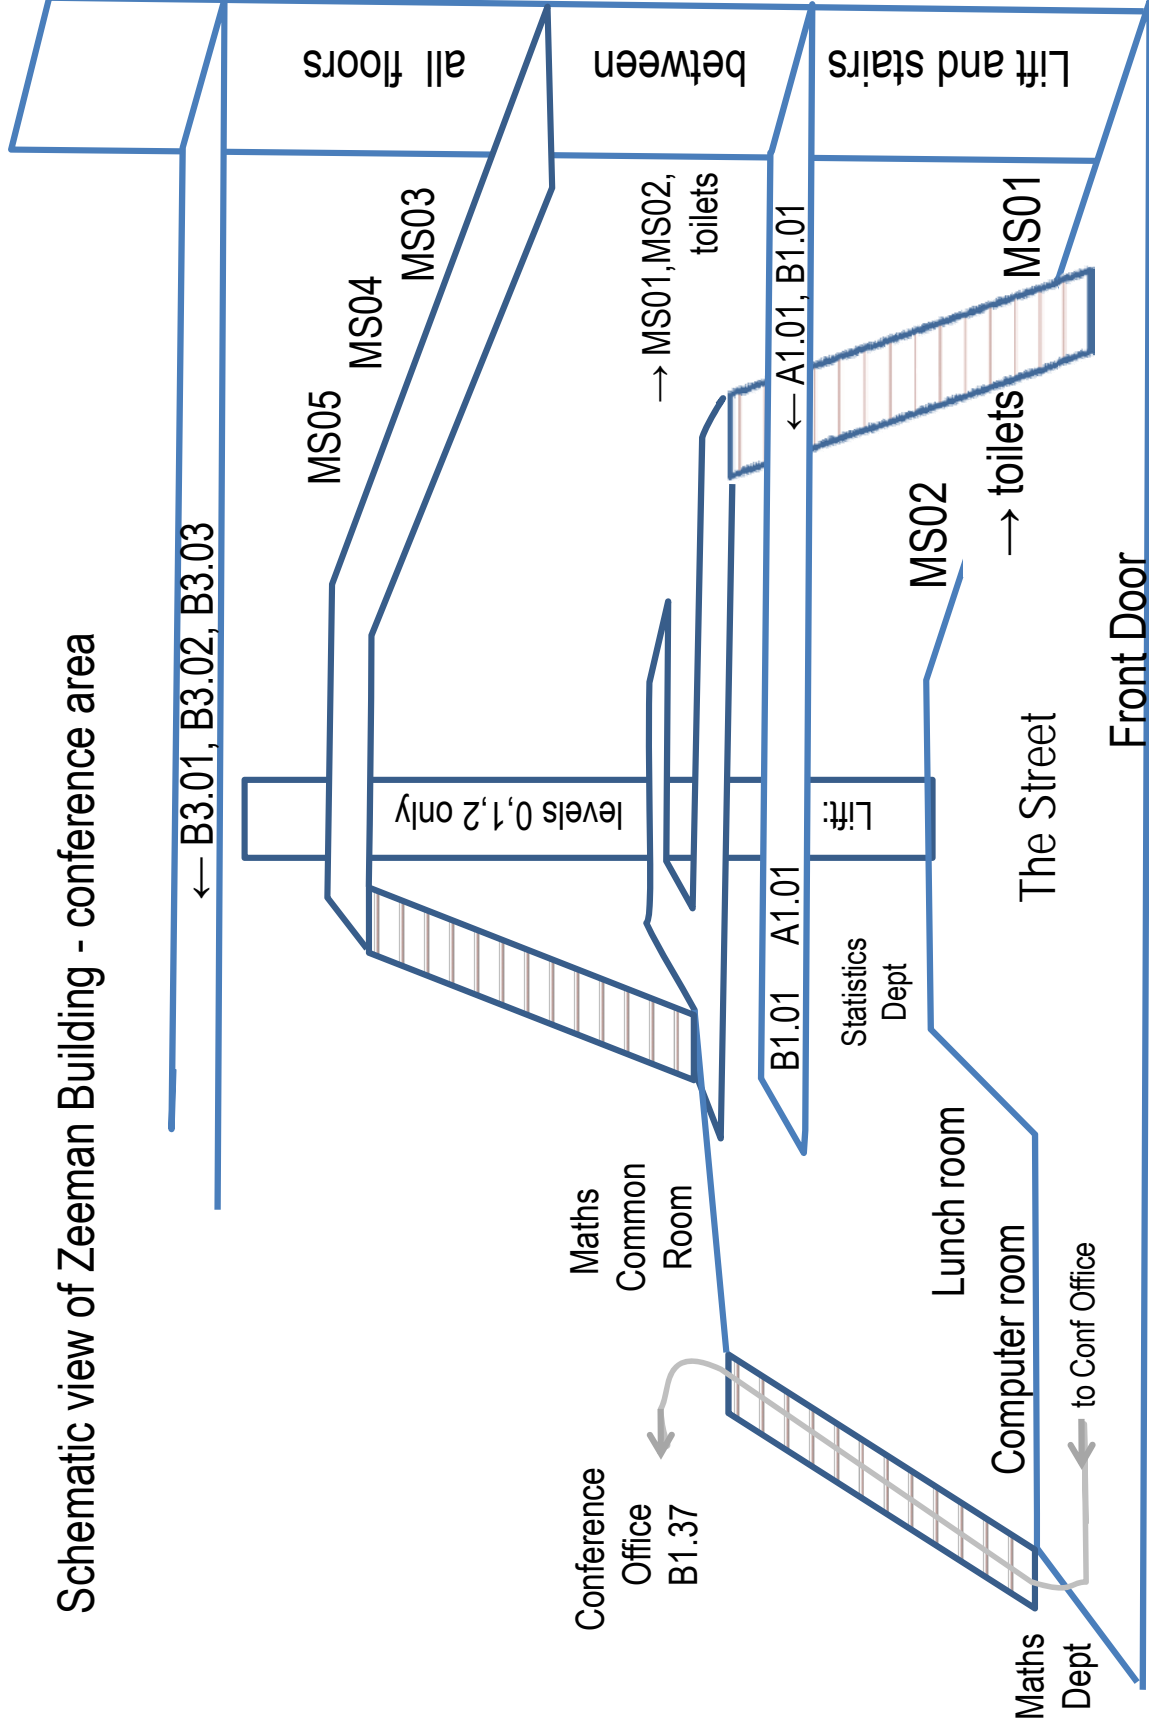 Schematic view of Zeeman Building - conference area
← B3.01, B3.02, B3.03
MS05
MS04
MS03
Lift and stairs
between
all floors
Lift:
levels 0,1,2 only
→ MS01,MS02,
toilets
Maths
Common
Room
Conference
Office
B1.37
B1.01
A1.01
← A1.01, B1.01
Statistics
Dept
MS02
→ toilets
MS01
Lunch room
Computer room
The Street
to Conf Office
Maths
Dept
Front Door